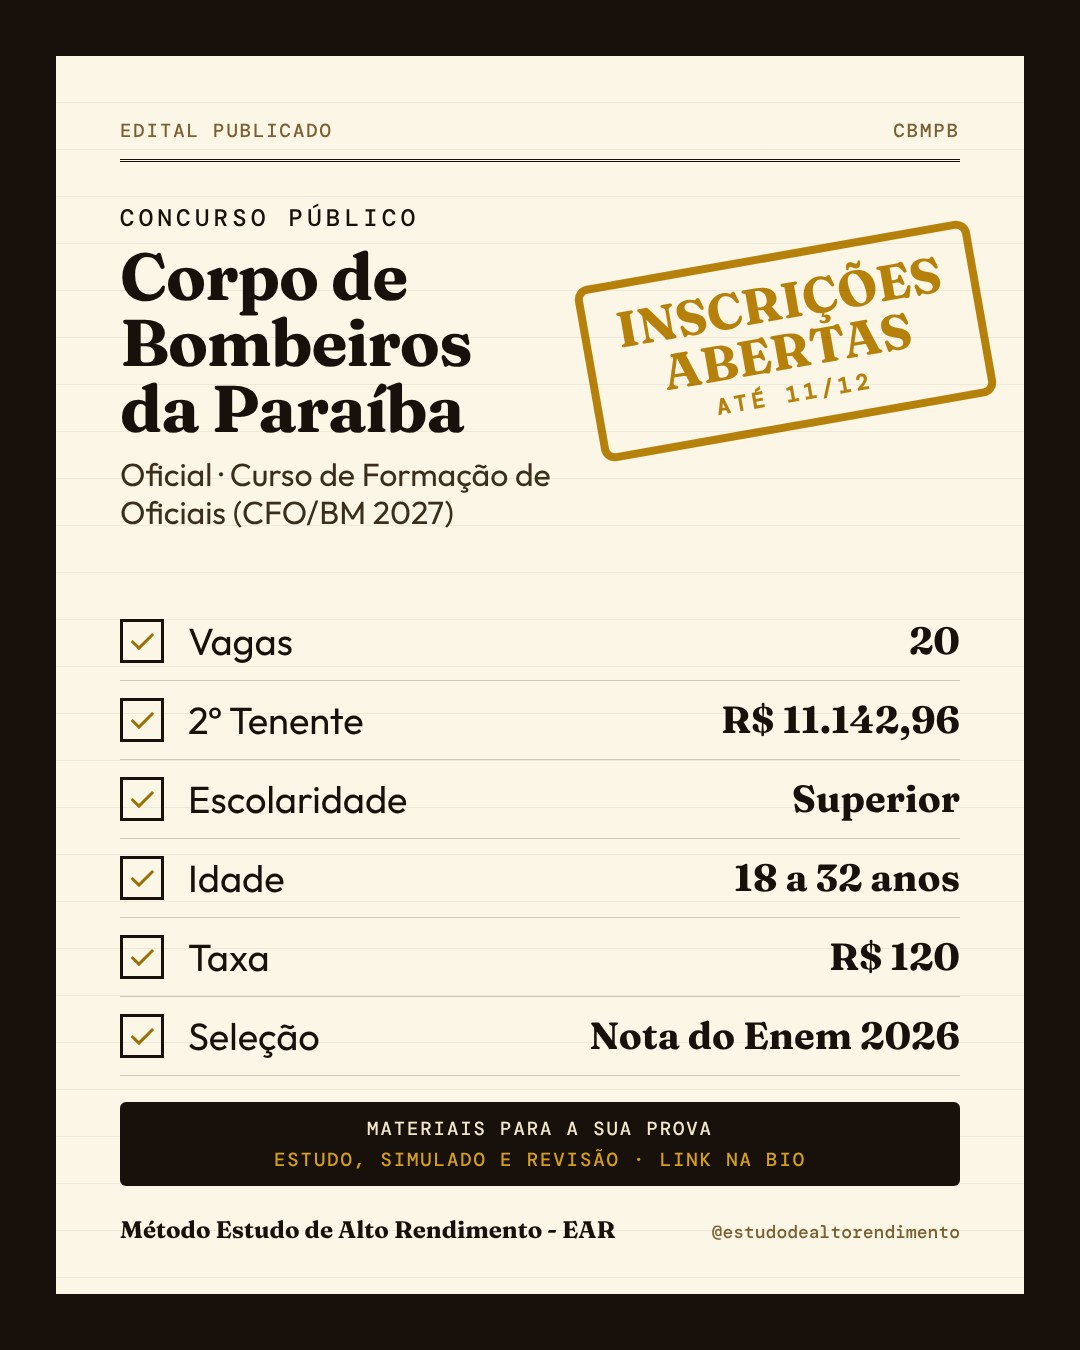 EDITAL PUBLICADO CBMPB
CONCURSO PÚBLICO
Corpo de
Bombeiros
da Paraíba
INSCRIÇÕES
ABERTAS
ATÉ 11/12
Oficial · Curso de Formação de
Oficiais (CFO/BM 2027)
Vagas 20
2º Tenente R$ 11.142,96
Escolaridade Superior
Idade 18 a 32 anos
Taxa R$ 120
Seleção Nota do Enem 2026
MATERIAIS PARA A SUA PROVA
ESTUDO, SIMULADO E REVISÃO · LINK NA BIO
Método Estudo de Alto Rendimento - EAR @estudodealtorendimento